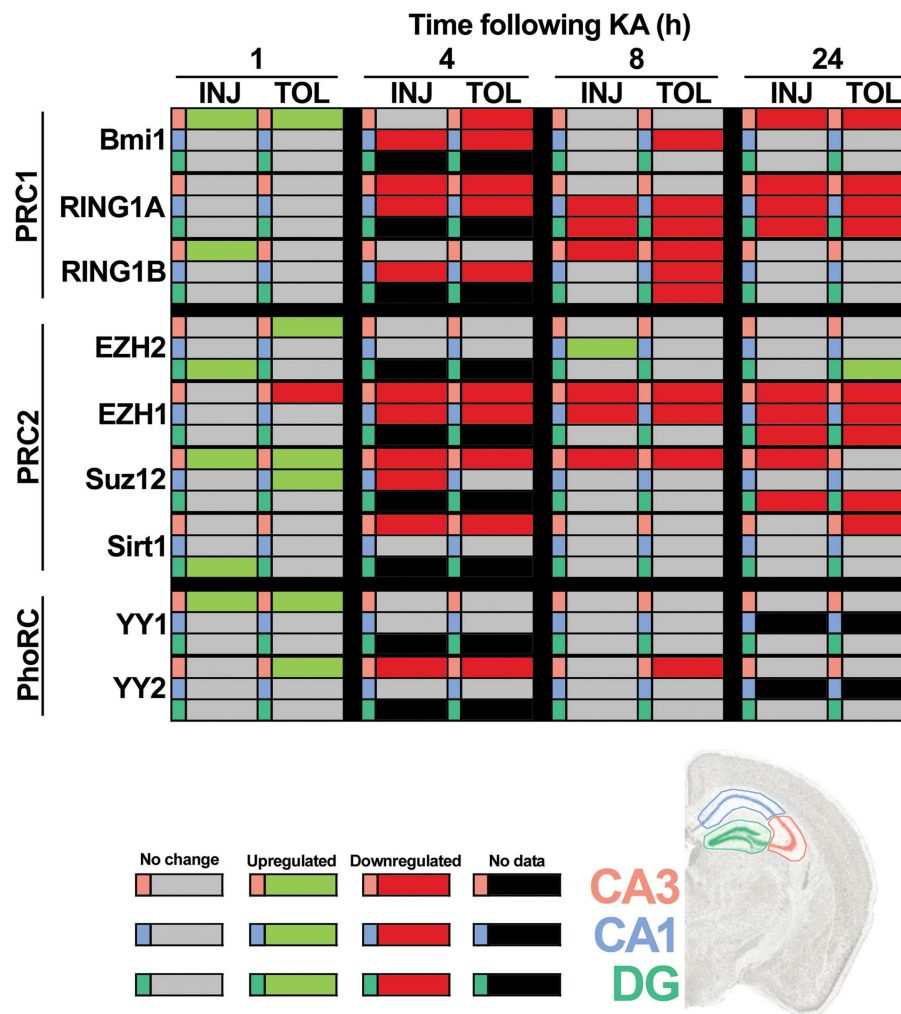 Time following KA (h)
1 4 8 24
INJ TOL INJ TOL INJ TOL INJ TOL
PRC1
Bmi1
RING1A
RING1B
PRC2
EZH2
EZH1
Suz12
Sirt1
PhoRC
YY1
YY2
No change Upregulated Downregulated No data
CA3
CA1
DG